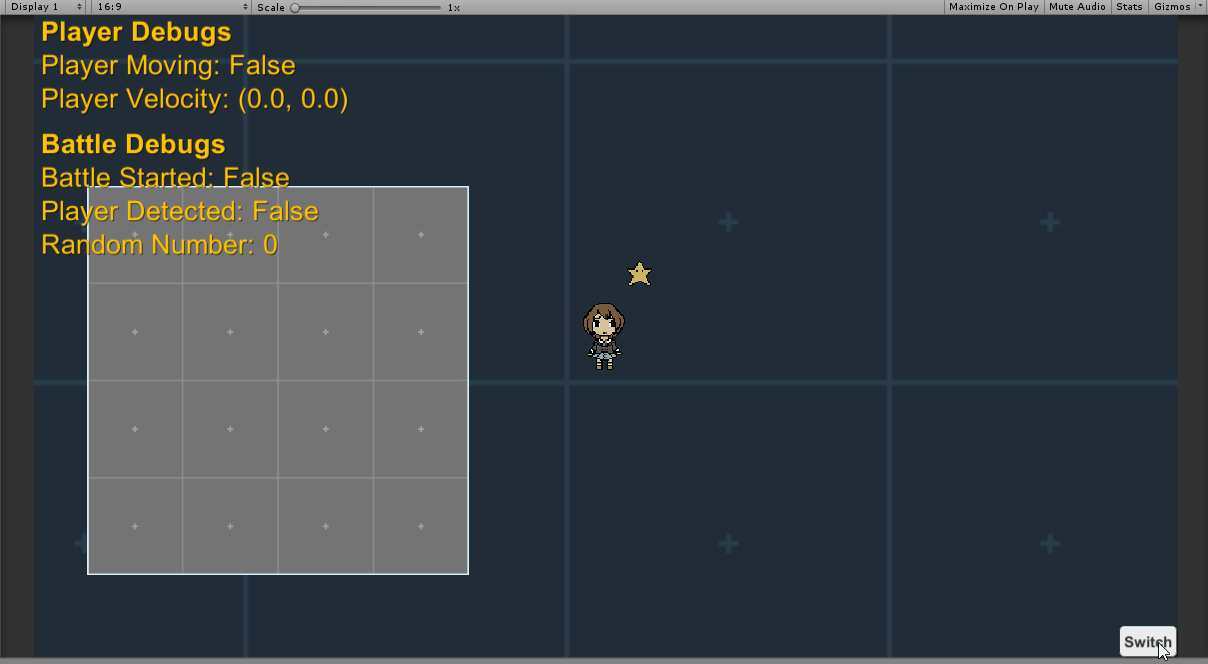 Display 1 16:9 Scale 1x Maximize On Play Mute Audio Stats Gizmos
Player Debugs
Player Moving: False
Player Velocity: (0.0, 0.0)
Battle Debugs
Battle Started: False
Player Detected: False
Random Number: 0
Switch